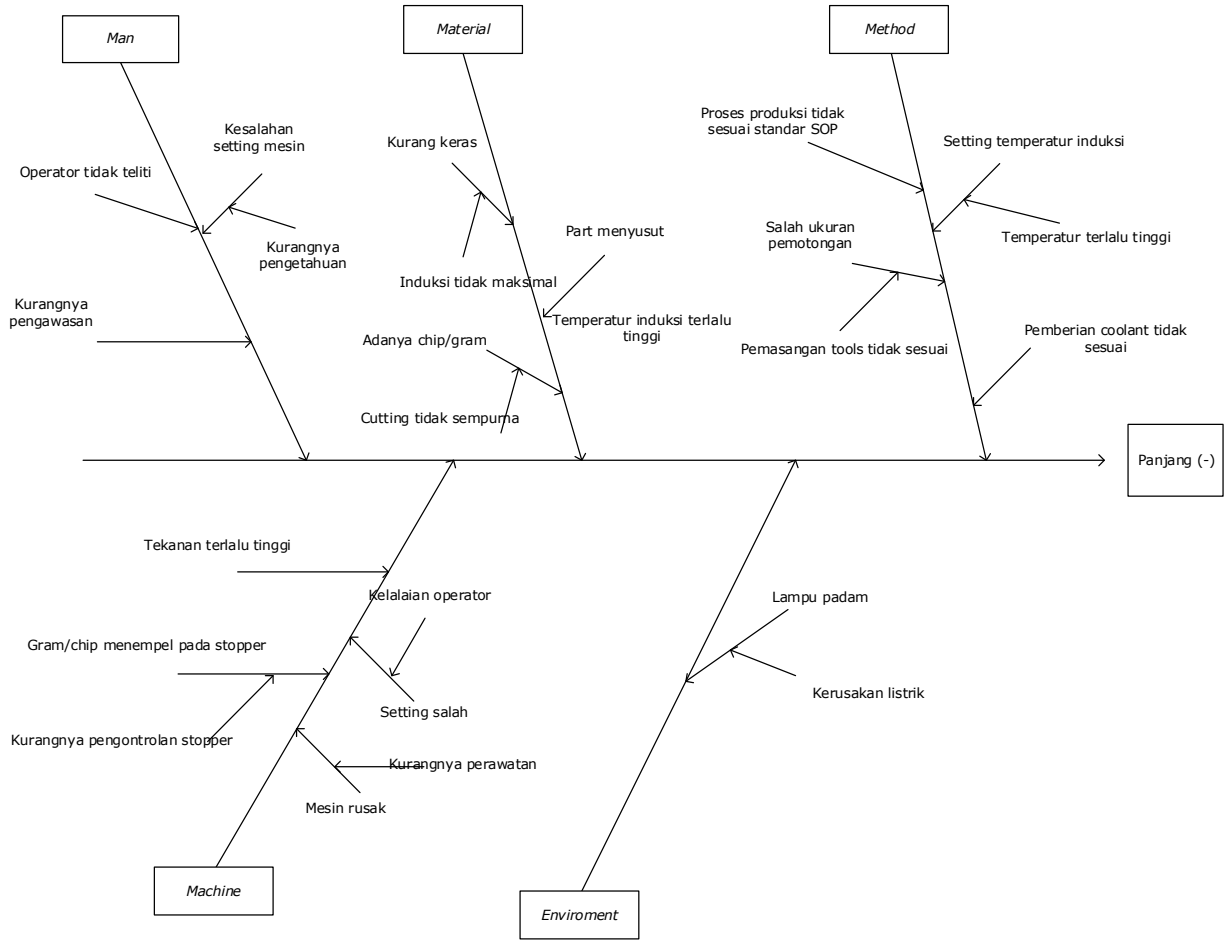 Man
Material
Method
Kesalahan
setting mesin
Operator tidak teliti
Kurangnya
pengetahuan
Kurangnya
pengawasan
Kurang keras
Induksi tidak maksimal
Part menyusut
Temperatur induksi terlalu
tinggi
Adanya chip/gram
Cutting tidak sempurna
Proses produksi tidak
sesuai standar SOP
Setting temperatur induksi
Temperatur terlalu tinggi
Salah ukuran
pemotongan
Pemasangan tools tidak sesuai
Pemberian coolant tidak
sesuai
Panjang (-)
Tekanan terlalu tinggi
Kelalaian operator
Setting salah
Gram/chip menempel pada stopper
Kurangnya pengontrolan stopper
Kurangnya perawatan
Mesin rusak
Lampu padam
Kerusakan listrik
Machine
Enviroment